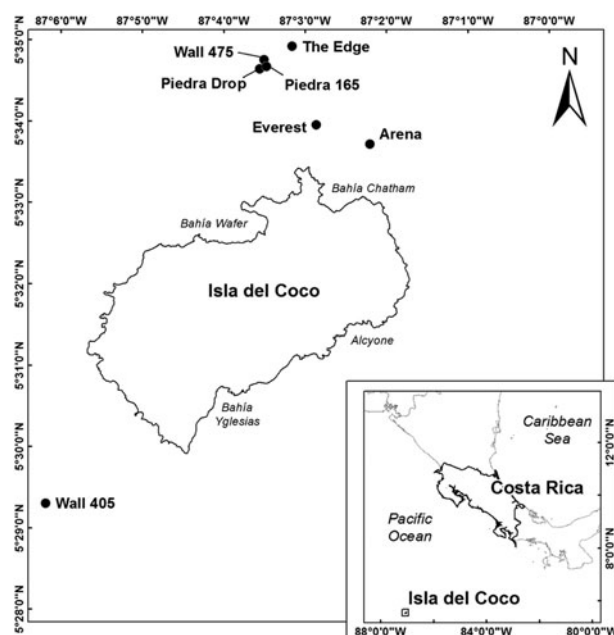 87°6'0"W 87°5'0"W 87°4'0"W 87°3'0"W 87°2'0"W 87°1'0"W 87°0'0"W
5°35'0"N
5°34'0"N
5°33'0"N
5°32'0"N
5°31'0"N
5°30'0"N
5°29'0"N
5°28'0"N
The Edge
Wall 475
Piedra Drop
Piedra 165
N
Everest
Arena
Bahía Chatham
Bahía Wafer
Isla del Coco
Alcyone
Bahía
Yglesias
Wall 405
Caribbean
Sea
Costa Rica
Pacific
Ocean
Isla del Coco
12°0'0"N
8°0'0"N
88°0'0"W 84°0'0"W 80°0'0"W